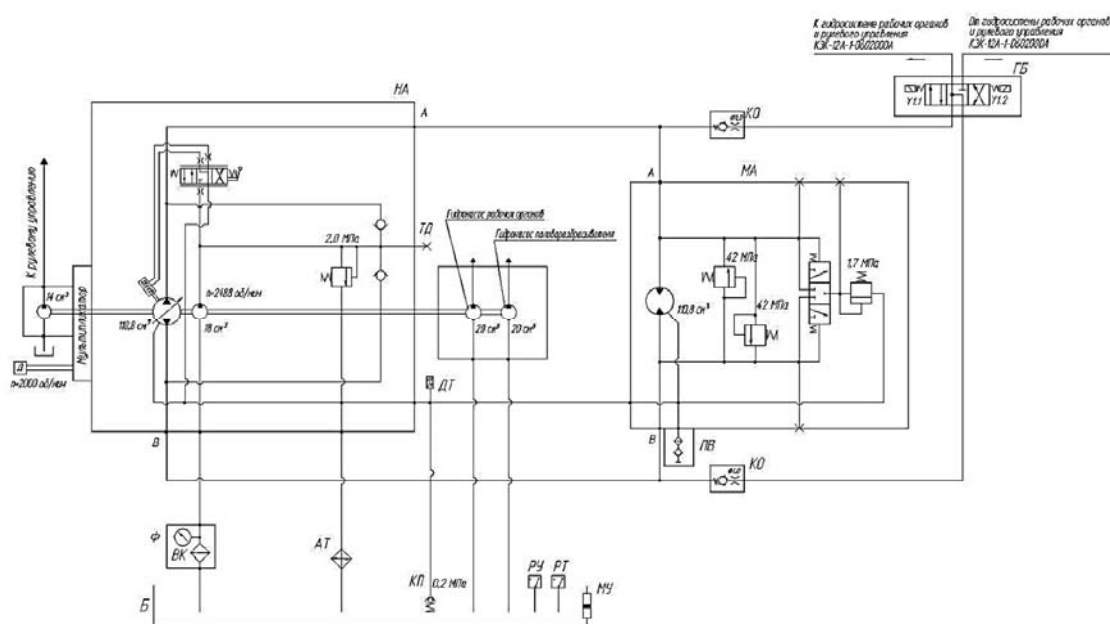 К гидросистеме рабочих органов
и рулевого управления
КЗК-12А-1-0602000А
От гидросистемы рабочих органов
и рулевого управления
КЗК-12А-1-0602000А
ГБ
Y1.1
Y1.2
НА
А
КО
А
МА
К рулевому управлению
ТД
2,0 МПа
Гидронасос рабочих органов
Гидронасос половоразбрасывателя
42 МПа
1,7 МПа
14 см³
n=2488 об/мин
110,8 см³
18 см³
28 см³
20 см³
110,8 см³
42 МПа
Мультипликатор
Д
n=2000 об/мин
ДТ
В
В
ПВ
КО
Ф
ВК
АТ
КП
0,2 МПа
РУ
РТ
МУ
Б